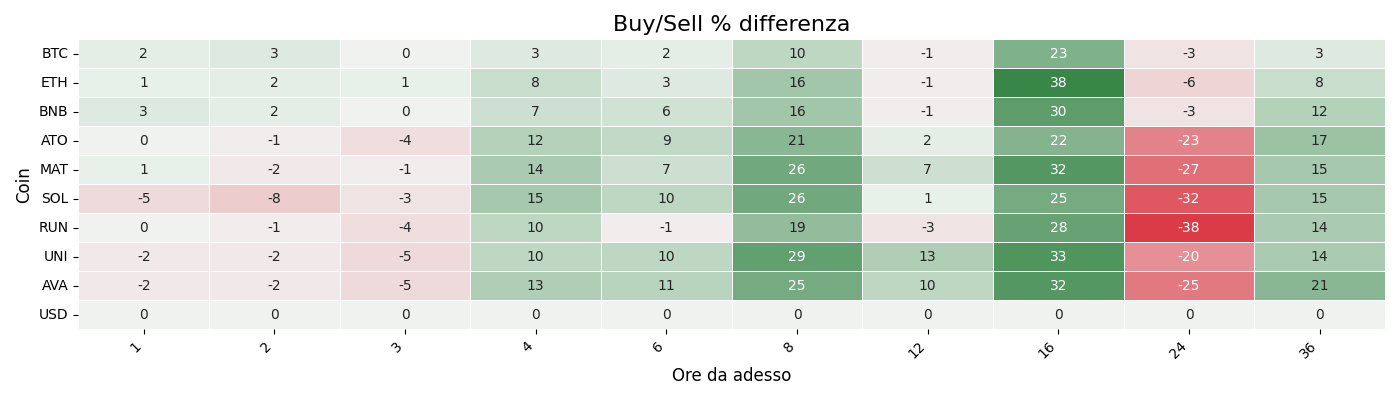 Buy/Sell % differenza
Coin
BTC 2 3 0 3 2 10 -1 23 -3 3
ETH 1 2 1 8 3 16 -1 38 -6 8
BNB 3 2 0 7 6 16 -1 30 -3 12
ATO 0 -1 -4 12 9 21 2 22 -23 17
MAT 1 -2 -1 14 7 26 7 32 -27 15
SOL -5 -8 -3 15 10 26 1 25 -32 15
RUN 0 -1 -4 10 -1 19 -3 28 -38 14
UNI -2 -2 -5 10 10 29 13 33 -20 14
AVA -2 -2 -5 13 11 25 10 32 -25 21
USD 0 0 0 0 0 0 0 0 0 0
1 2 3 4 6 8 12 16 24 36
Ore da adesso